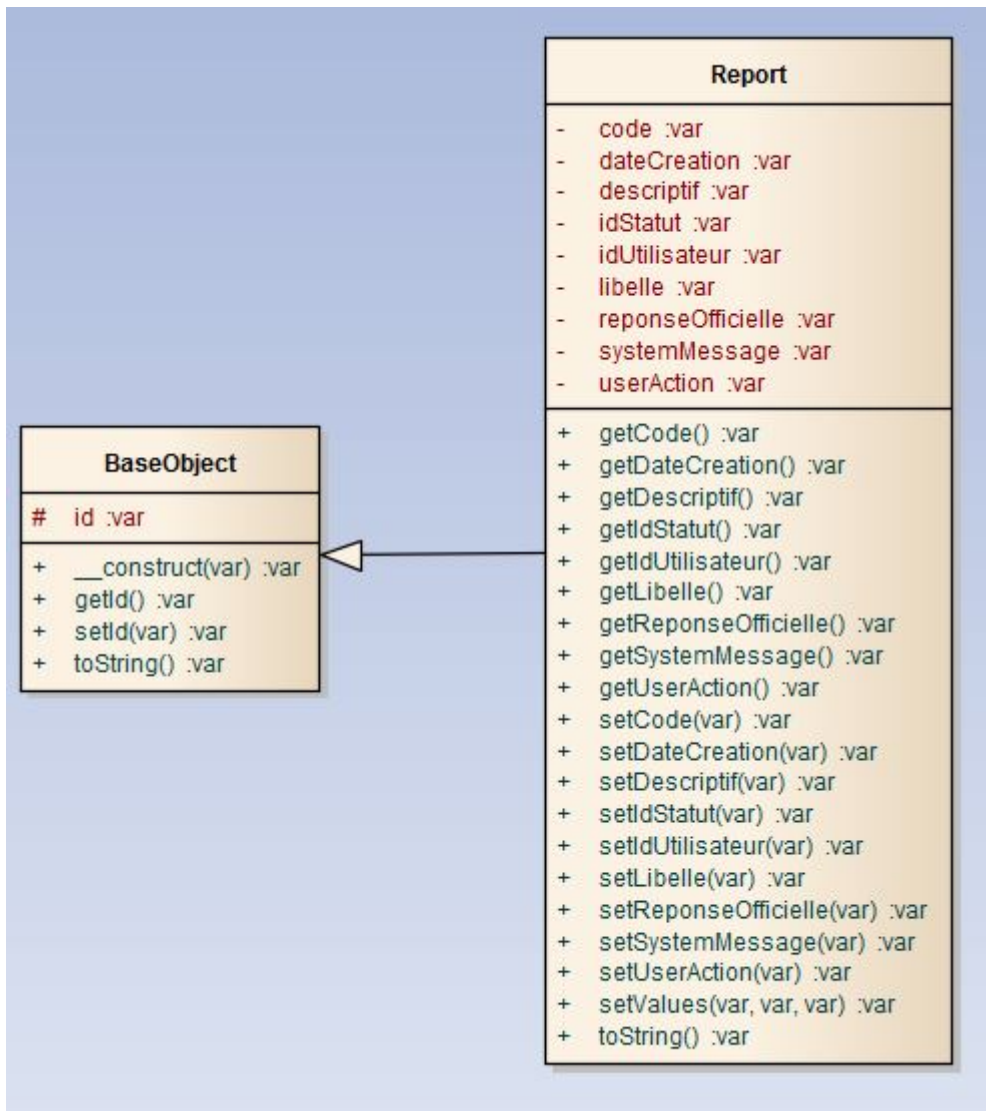 Report
- code :var
- dateCreation :var
- descriptif :var
- idStatut :var
- idUtilisateur :var
- libelle :var
- reponseOfficielle :var
- systemMessage :var
- userAction :var
+ getCode() :var
+ getDateCreation() :var
+ getDescriptif() :var
+ getIdStatut() :var
+ getIdUtilisateur() :var
+ getLibelle() :var
+ getReponseOfficielle() :var
+ getSystemMessage() :var
+ getUserAction() :var
+ setCode(var) :var
+ setDateCreation(var) :var
+ setDescriptif(var) :var
+ setIdStatut(var) :var
+ setIdUtilisateur(var) :var
+ setLibelle(var) :var
+ setReponseOfficielle(var) :var
+ setSystemMessage(var) :var
+ setUserAction(var) :var
+ setValues(var, var, var) :var
+ toString() :var
BaseObject
# id :var
+ __construct(var) :var
+ getId() :var
+ setId(var) :var
+ toString() :var